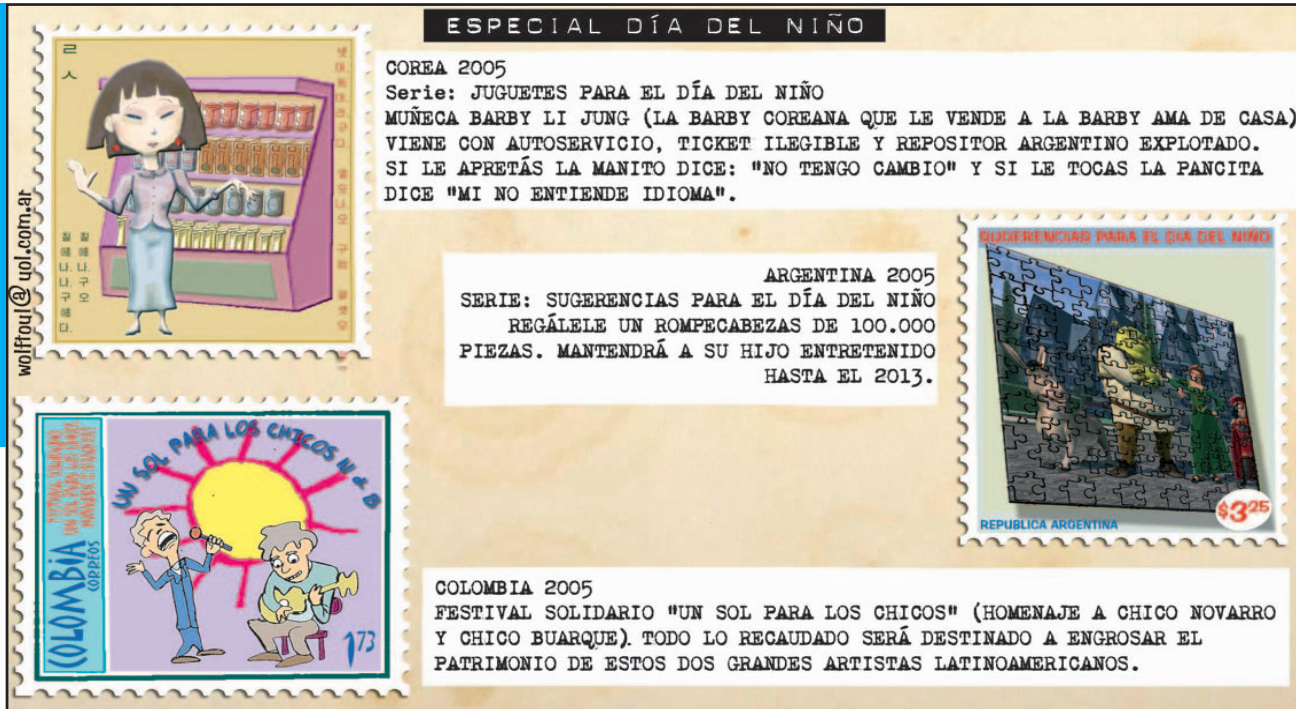 ESPECIAL DÍA DEL NIÑO
ㄹ
ㅅ
COREA 2005
Serie: JUGUETES PARA EL DÍA DEL NIÑO
MUÑECA BARBY LI JUNG (LA BARBY COREANA QUE LE VENDE A LA BARBY AMA DE CASA)
VIENE CON AUTOSERVICIO, TICKET ILEGIBLE Y REPOSITOR ARGENTINO EXPLOTADO.
SI LE APRETÁS LA MANITO DICE: "NO TENGO CAMBIO" Y SI LE TOCAS LA PANCITA
DICE "MI NO ENTIENDE IDIOMA".
wolfftoul@uol.com.ar
ARGENTINA 2005
SERIE: SUGERENCIAS PARA EL DÍA DEL NIÑO
REGÁLELE UN ROMPECABEZAS DE 100.000
PIEZAS. MANTENDRÁ A SU HIJO ENTRETENIDO
HASTA EL 2013.
SUGERENCIAS PARA EL DIA DEL NIÑO
$3.25
REPUBLICA ARGENTINA
COLOMBIA
CORREOS
UN SOL PARA LOS CHICOS N & B
173
COLOMBIA 2005
FESTIVAL SOLIDARIO "UN SOL PARA LOS CHICOS" (HOMENAJE A CHICO NOVARRO
Y CHICO BUARQUE). TODO LO RECAUDADO SERÁ DESTINADO A ENGROSAR EL
PATRIMONIO DE ESTOS DOS GRANDES ARTISTAS LATINOAMERICANOS.